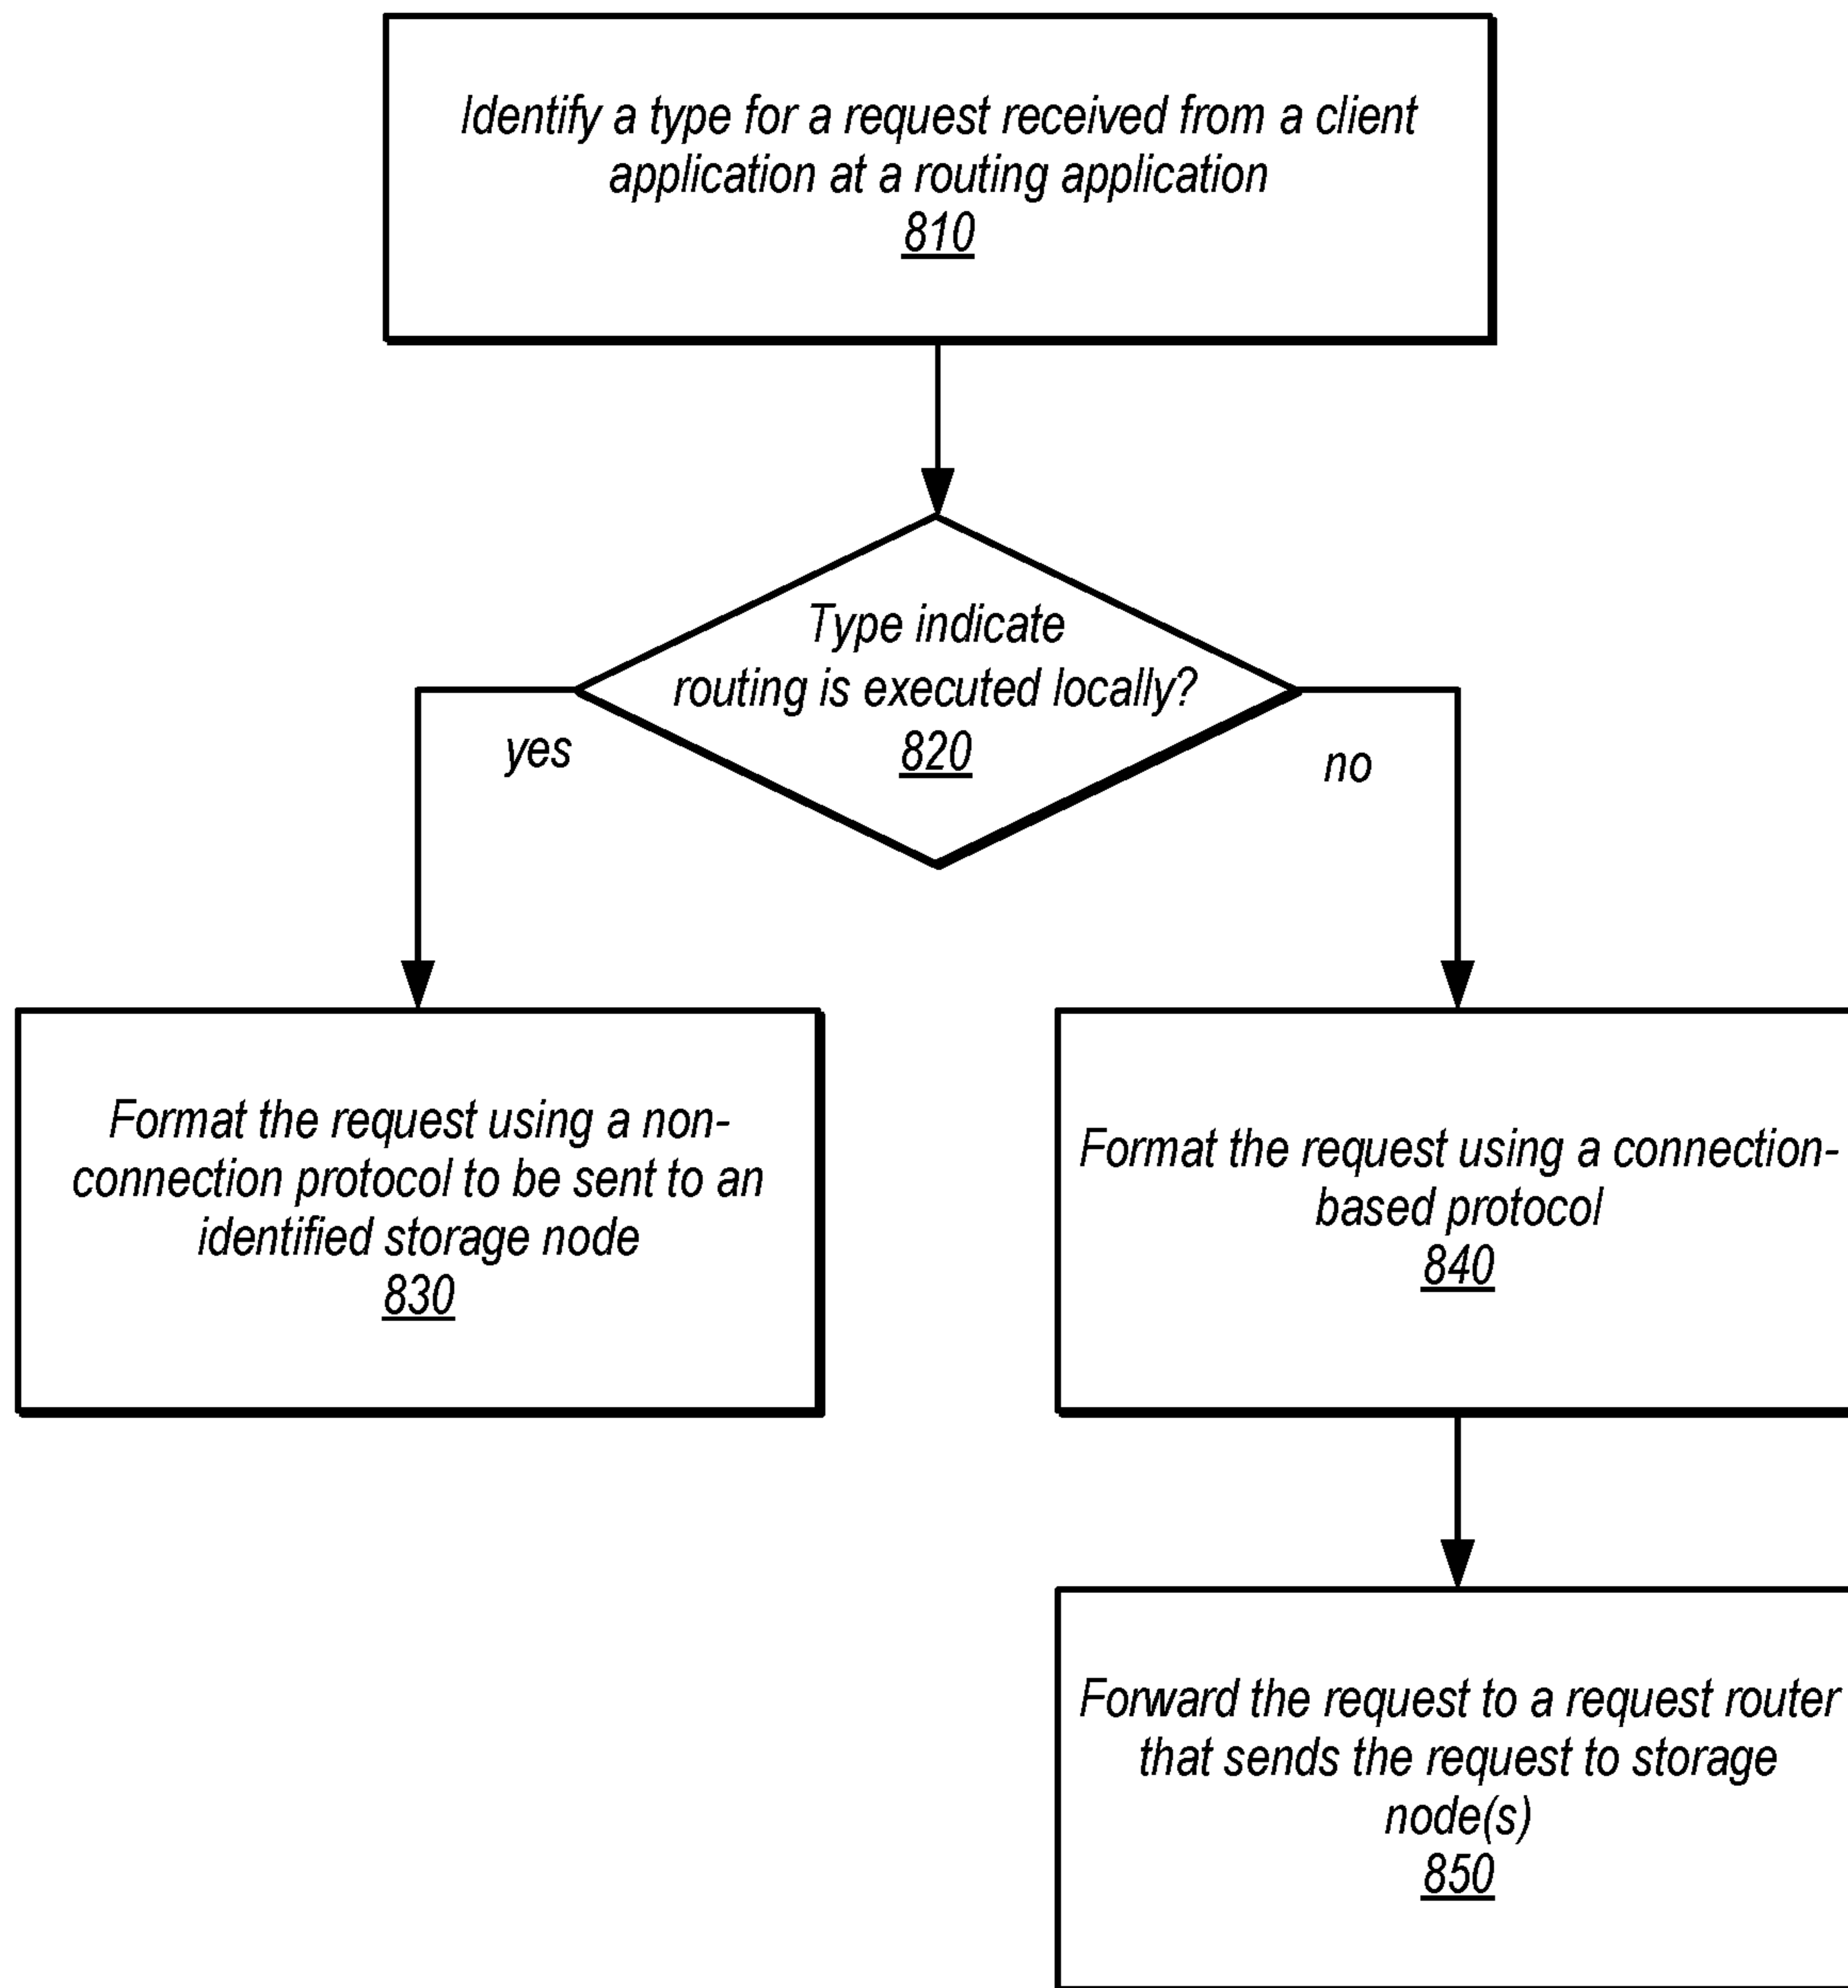 Identify a type for a request received from a client
application at a routing application
810
Type indicate
routing is executed locally?
820
yes
no
Format the request using a non-
connection protocol to be sent to an
identified storage node
830
Format the request using a connection-
based protocol
840
Forward the request to a request router
that sends the request to storage
node(s)
850